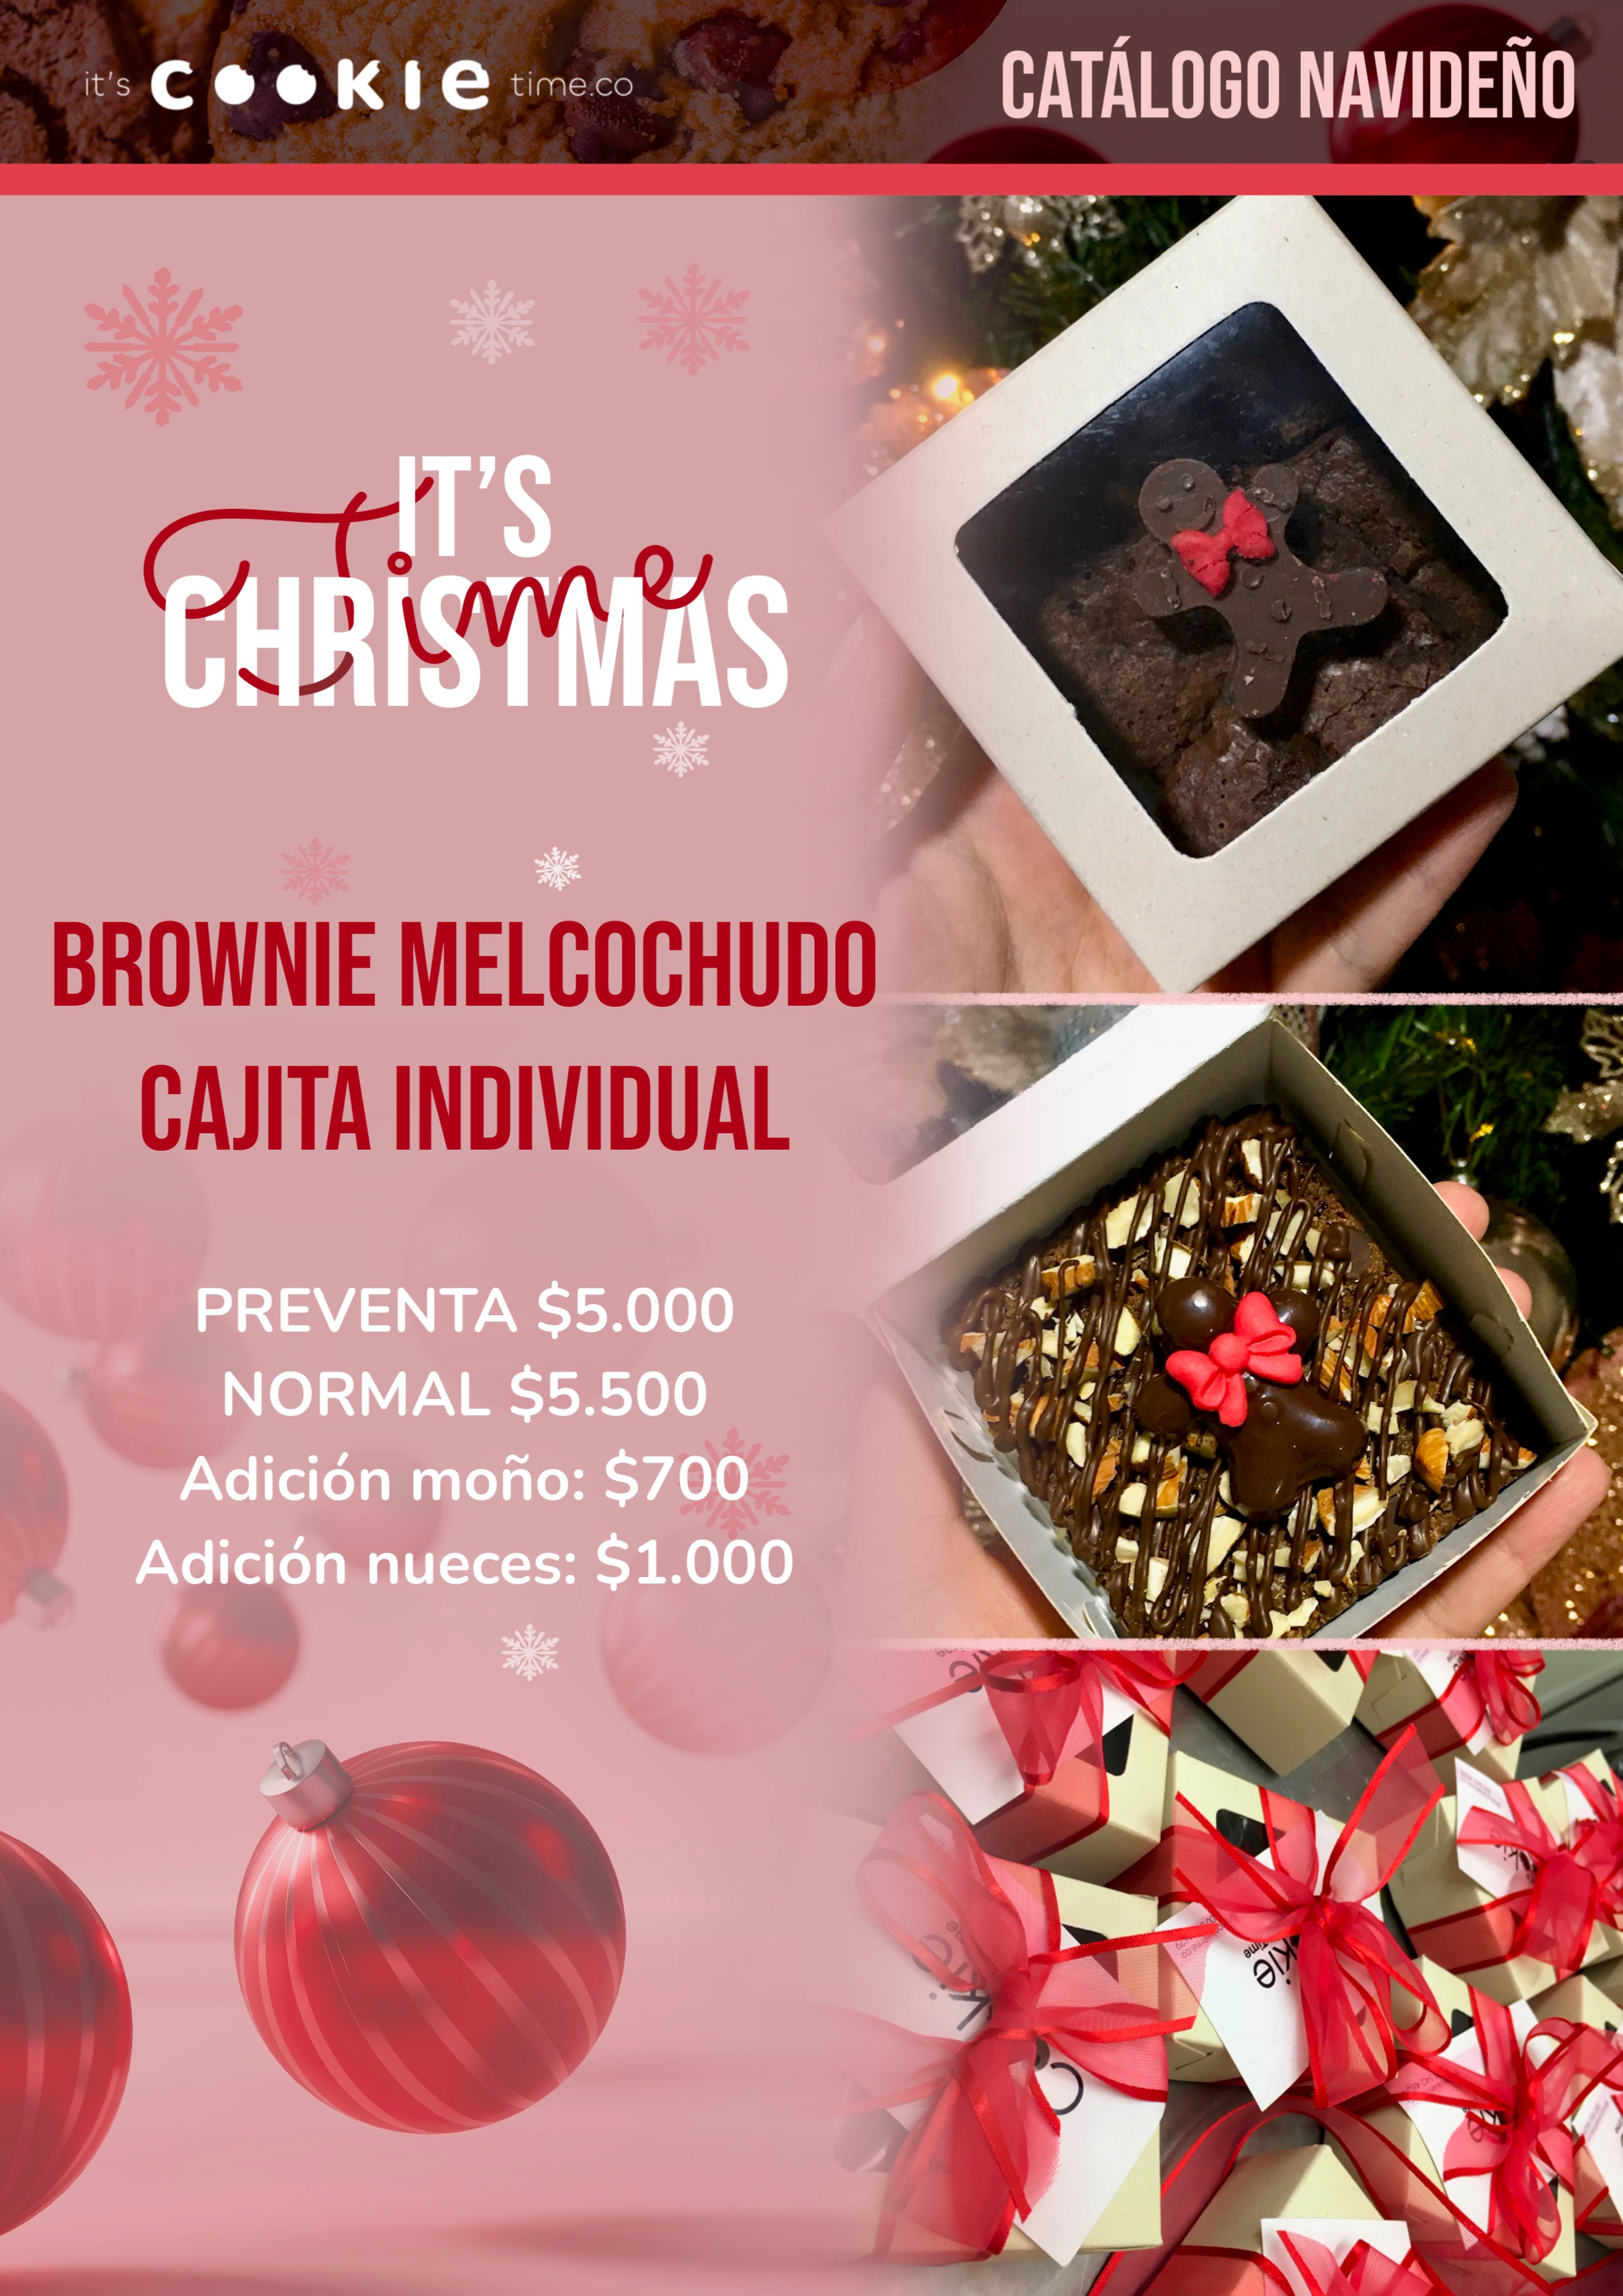 it's COOKIE time.co
CATÁLOGO NAVIDEÑO
IT'S
Time
CHRISTMAS
BROWNIE MELCOCHUDO
CAJITA INDIVIDUAL
PREVENTA $5.000
NORMAL $5.500
Adición moño: $700
Adición nueces: $1.000